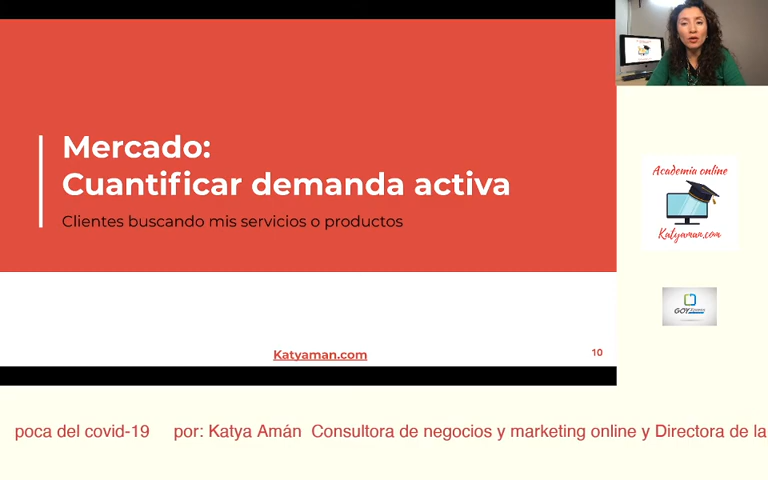 Mercado:
Cuantificar demanda activa
Clientes buscando mis servicios o productos
Katyaman.com
10
Academia online
Katyaman.com
poca del covid-19 por: Katya Amán Consultora de negocios y marketing online y Directora de la